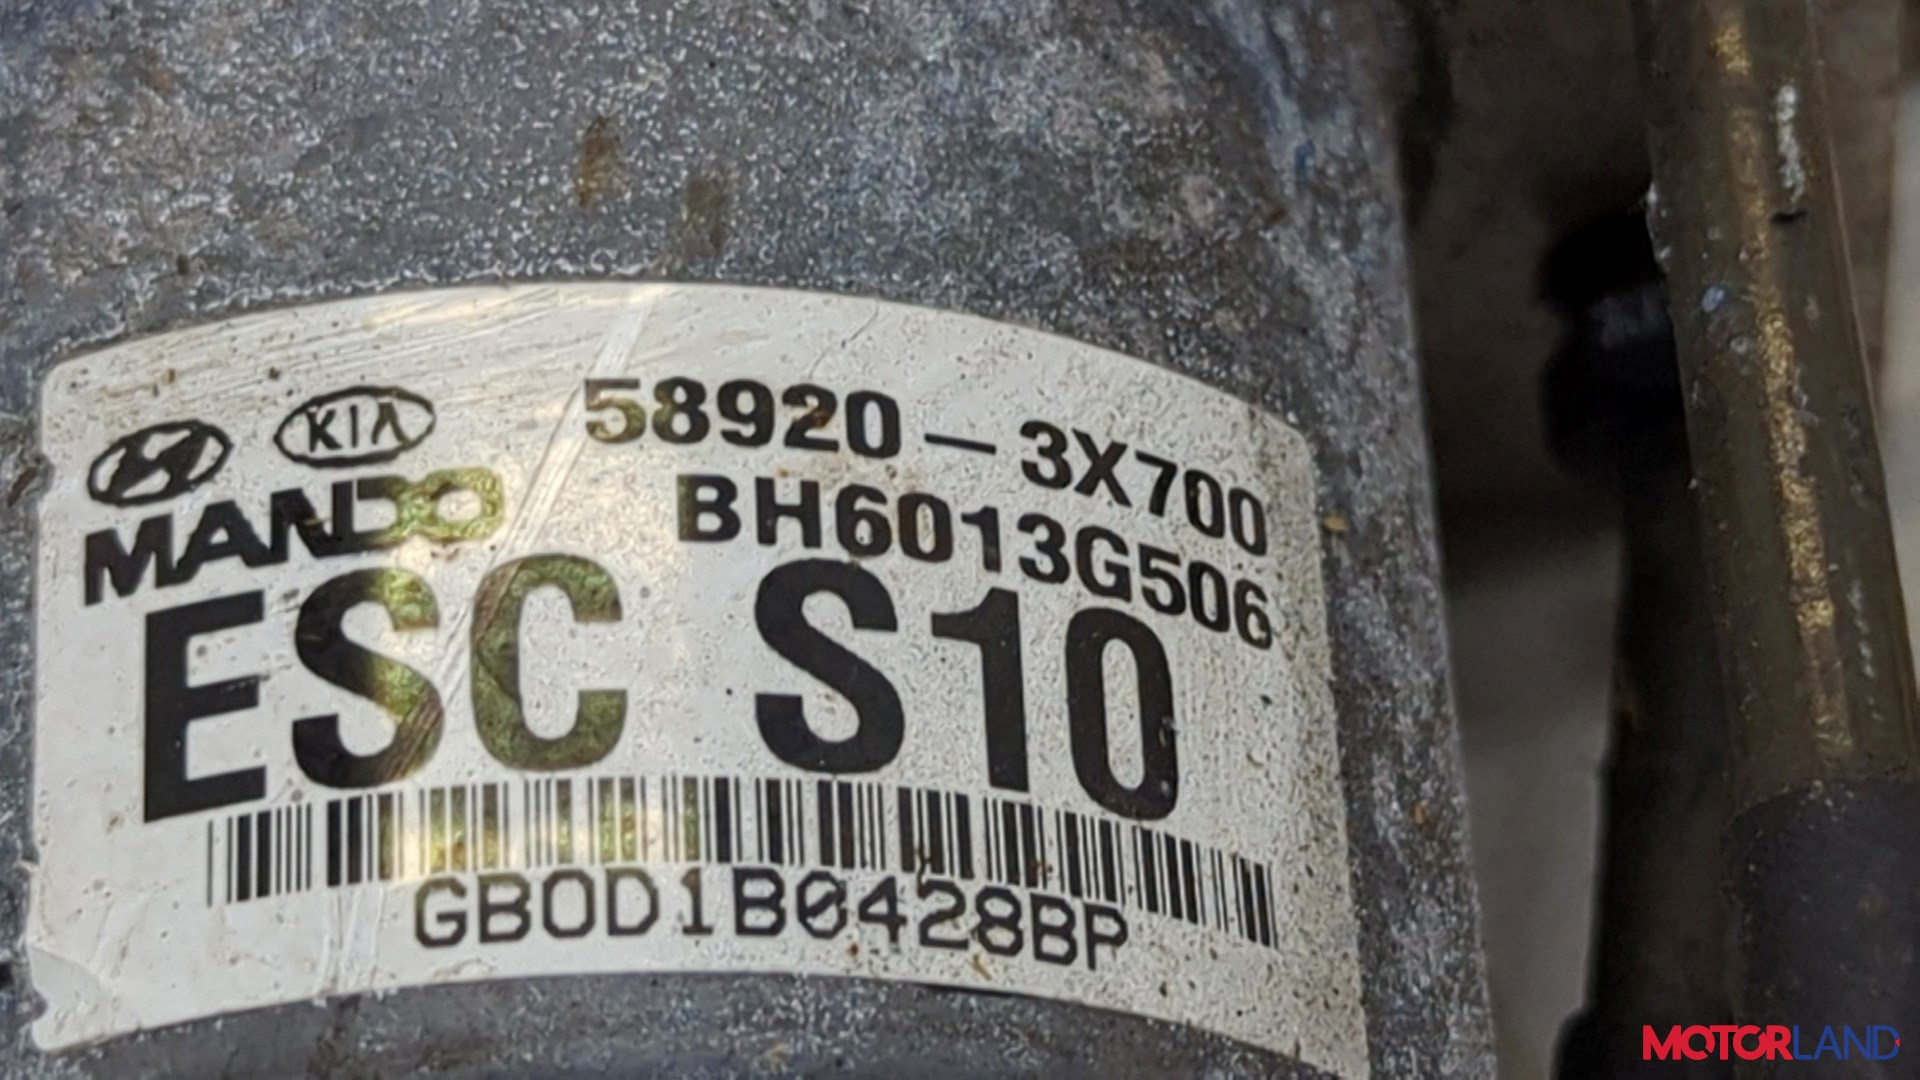 KIA 58920-3X700
MANDO BH6013G506
ESC S10
GBOD1B0428BP
MOTORLAND